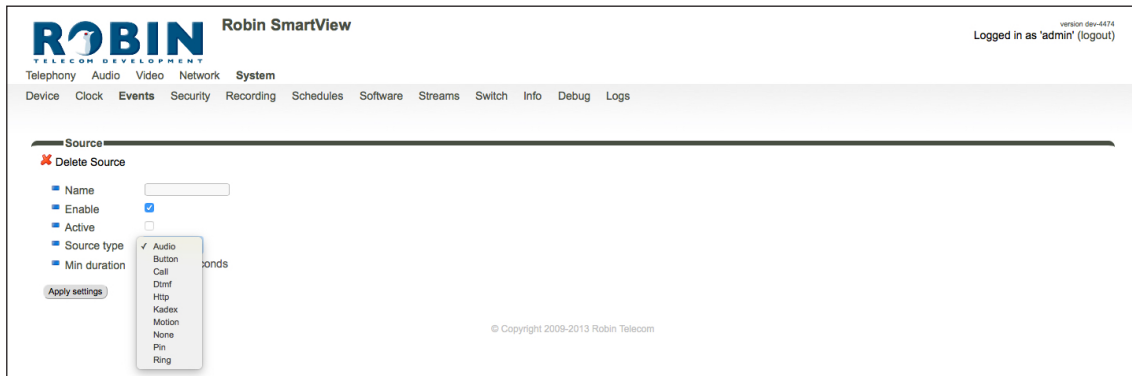 ROBIN
TELECOM DEVELOPMENT
Robin SmartView
version dev-4474
Logged in as 'admin' (logout)
Telephony Audio Video Network System
Device Clock Events Security Recording Schedules Software Streams Switch Info Debug Logs
Source
Delete Source
Name
Enable
Active
Source type
Min duration
Apply settings
✓ Audio
Button
Call
Dtmf
Http
Kadex
Motion
None
Pin
Ring
© Copyright 2009-2013 Robin Telecom